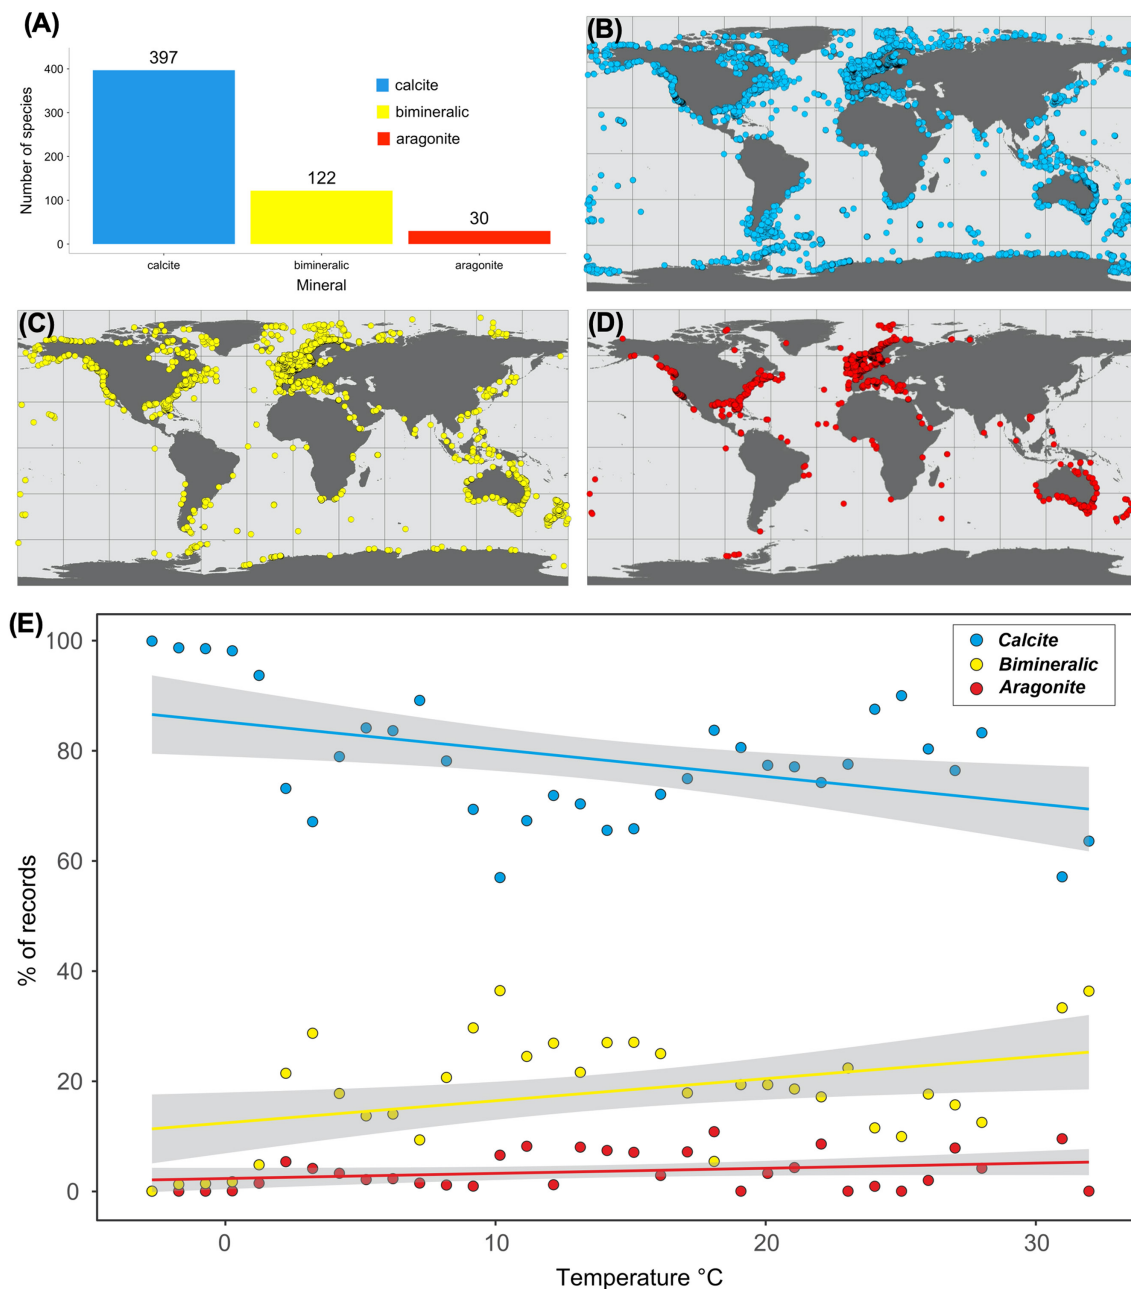 (A)
397
122
30
calcite
bimineralic
aragonite
Number of species
400
300
200
100
0
calcite
bimineralic
aragonite
Mineral
(B)
(C)
(D)
(E)
Calcite
Bimineralic
Aragonite
% of records
100
80
60
40
20
0
0
10
20
30
Temperature °C